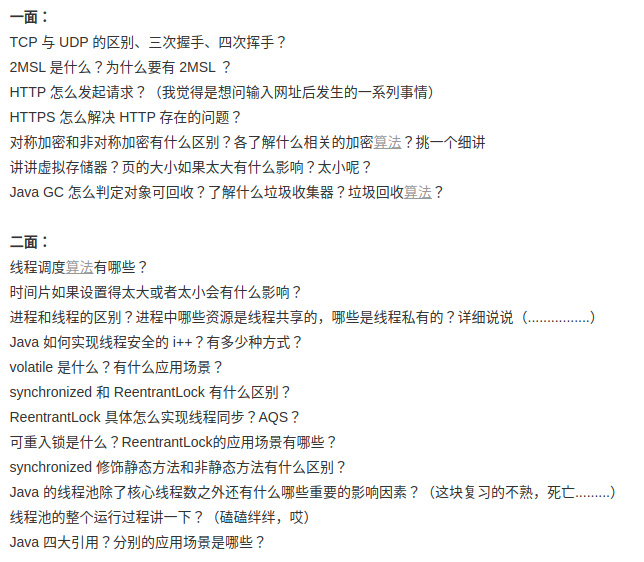 一面：
TCP 与 UDP 的区别、三次握手、四次挥手？
2MSL 是什么？为什么要有 2MSL ？
HTTP 怎么发起请求？（我觉得是想问输入网址后发生的一系列事情）
HTTPS 怎么解决 HTTP 存在的问题？
对称加密和非对称加密有什么区别？各了解什么相关的加密算法？挑一个细讲
讲讲虚拟存储器？页的大小如果太大有什么影响？太小呢？
Java GC 怎么判定对象可回收？了解什么垃圾收集器？垃圾回收算法？
二面：
线程调度算法有哪些？
时间片如果设置得太大或者太小会有什么影响？
进程和线程的区别？进程中哪些资源是线程共享的，哪些是线程私有的？详细说说（................）
Java 如何实现线程安全的 i++？有多少种方式？
volatile 是什么？有什么应用场景？
synchronized 和 ReentrantLock 有什么区别？
ReentrantLock 具体怎么实现线程同步？AQS？
可重入锁是什么？ReentrantLock的应用场景有哪些？
synchronized 修饰静态方法和非静态方法有什么区别？
Java 的线程池除了核心线程数之外还有什么哪些重要的影响因素？（这块复习的不熟，死亡.........）
线程池的整个运行过程讲一下？（磕磕绊绊，哎）
Java 四大引用？分别的应用场景是哪些？